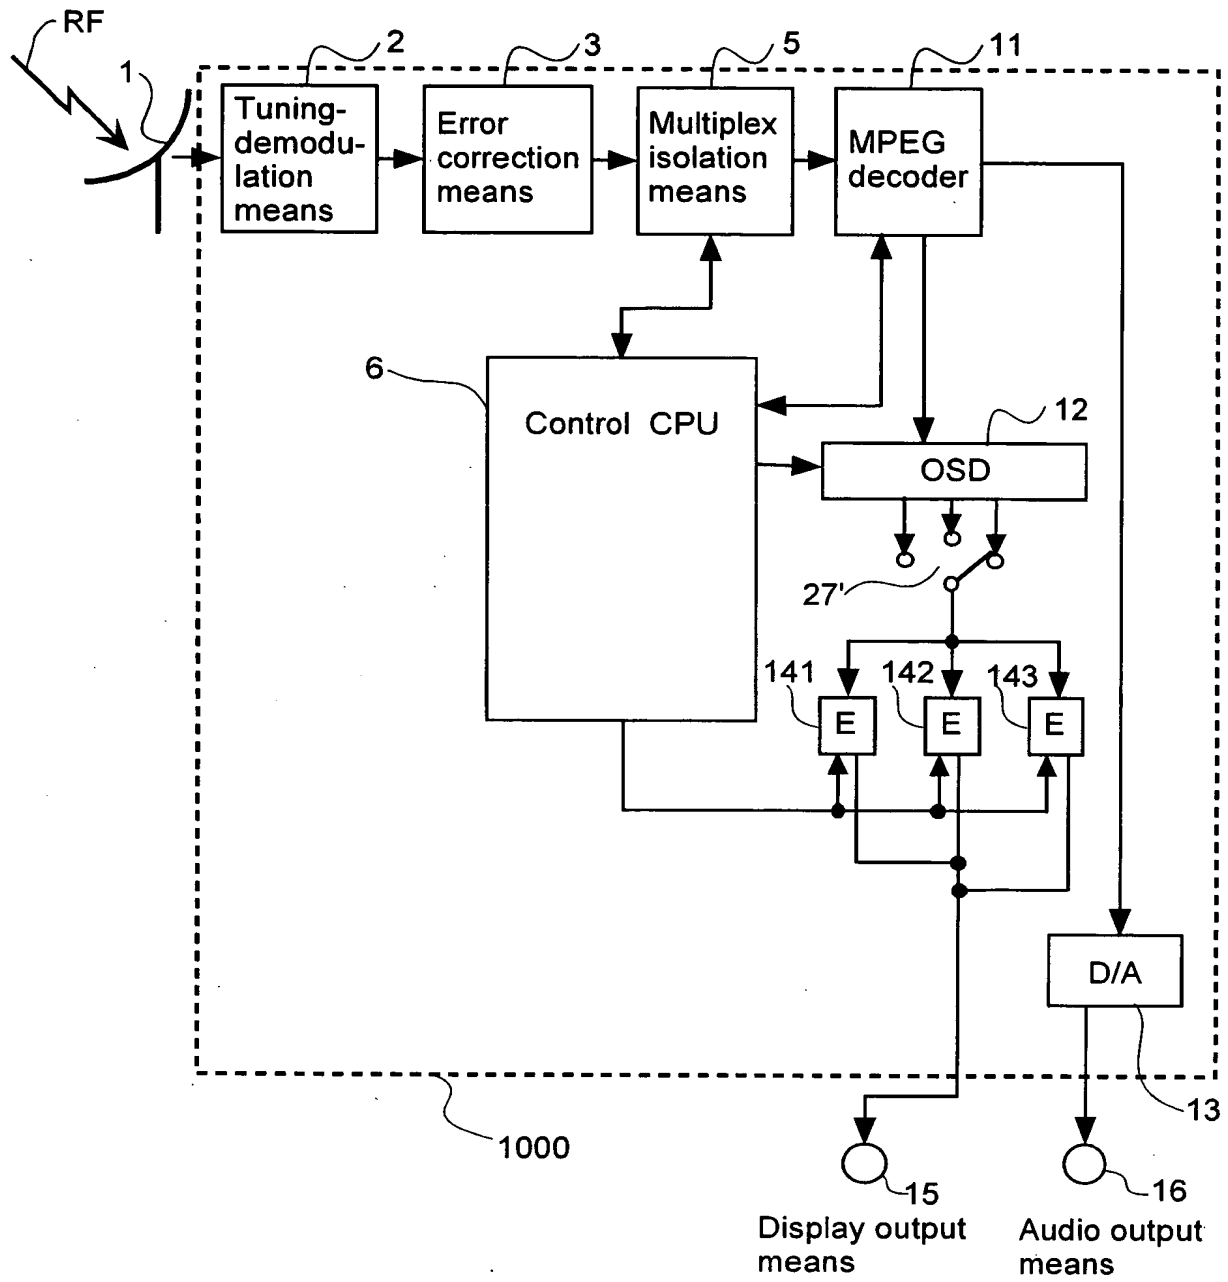 RF
1
2
3
5
11
Tuning-
demodu-
lation
means
Error
correction
means
Multiplex
isolation
means
MPEG
decoder
6
Control CPU
12
OSD
27'
141
142
143
E
E
E
D/A
13
1000
15
16
Display output
means
Audio output
means